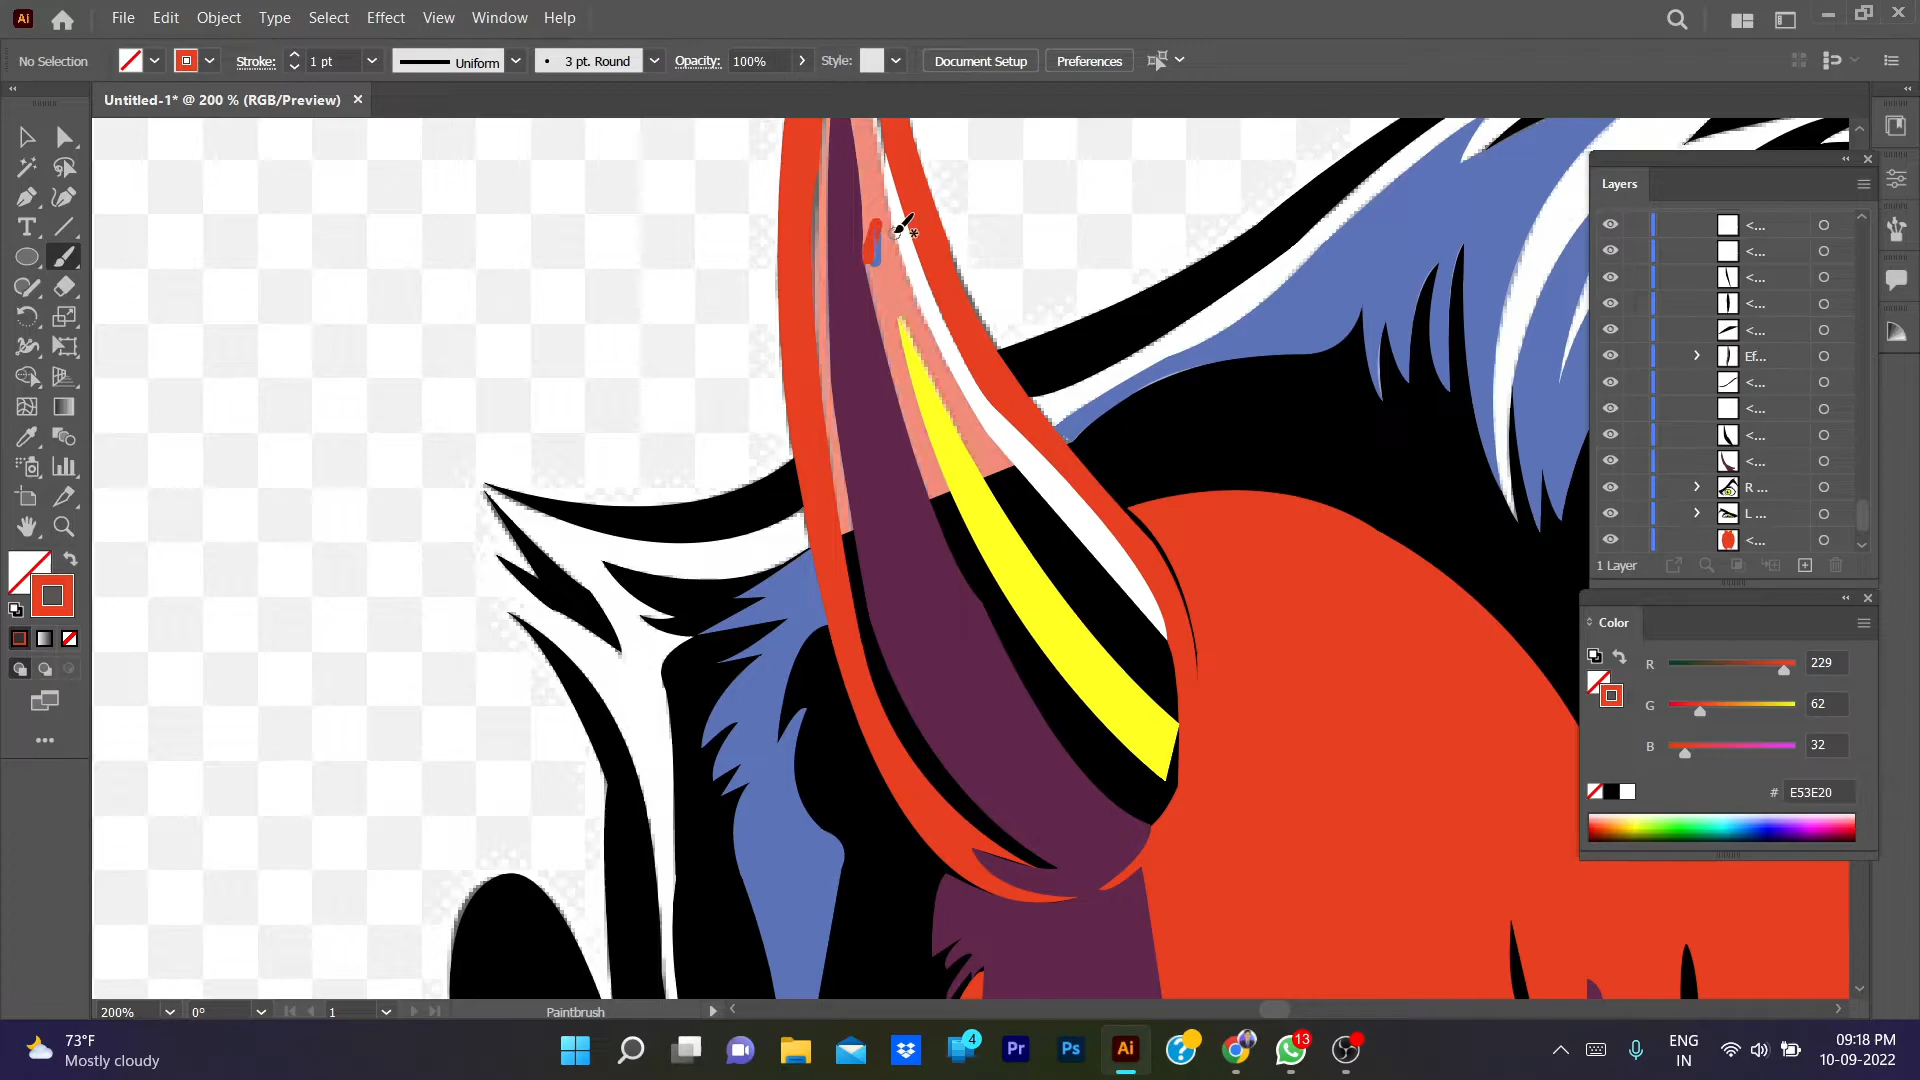 Ai File Edit Object Type Select Effect View Window Help
No Selection Stroke: 1 pt Uniform 3 pt. Round Opacity: 100% Style: Document Setup Preferences
Untitled-1* @ 200 % (RGB/Preview)
Layers
<...
<...
<...
<...
<...
Ef...
<...
<...
<...
<...
R ...
L ...
<...
1 Layer
Color
R 229
G 62
B 32
# E53E20
200% 0° 1 Paintbrush
73°F
Mostly cloudy
4
Pr
Ps
Ai
13
ENG
IN
09:18 PM
10-09-2022